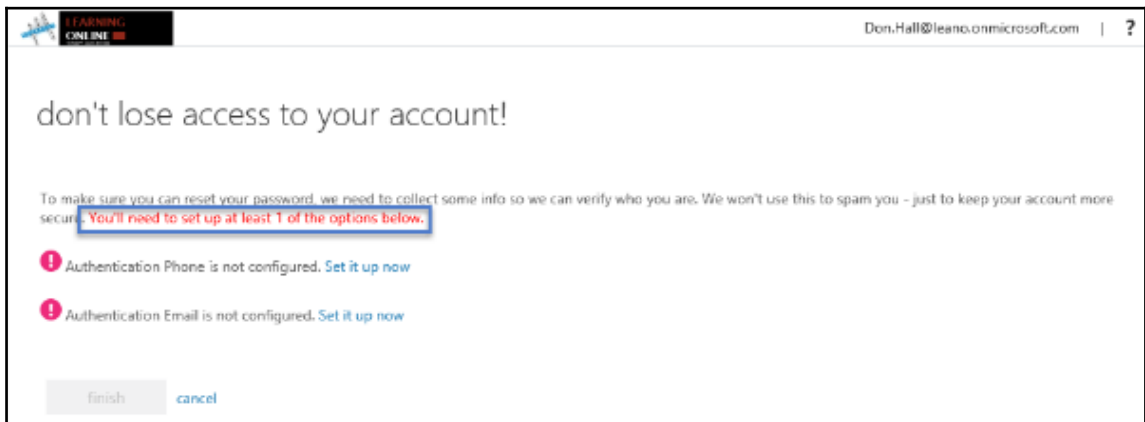 LEARNING
ONLINE
Don.Hall@leano.onmicrosoft.com | ?
don't lose access to your account!
To make sure you can reset your password, we need to collect some info so we can verify who you are. We won't use this to spam you - just to keep your account more
secure. You'll need to set up at least 1 of the options below.
! Authentication Phone is not configured. Set it up now
! Authentication Email is not configured. Set it up now
finish cancel